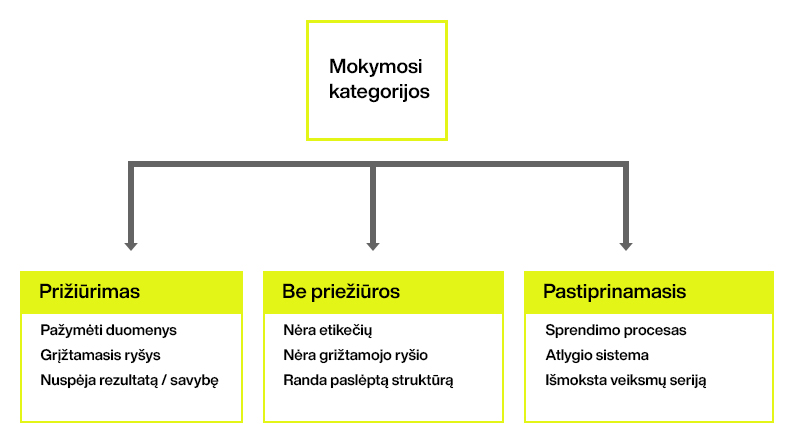 Mokymosi
kategorijos
Prižiūrimas
Pažymėti duomenys
Grįžtamasis ryšys
Nuspėja rezultatą / savybę
Be priežiūros
Nėra etikečių
Nėra grižtamojo ryšio
Randa paslėptą struktūrą
Pastiprinamasis
Sprendimo procesas
Atlygio sistema
Išmoksta veiksmų seriją